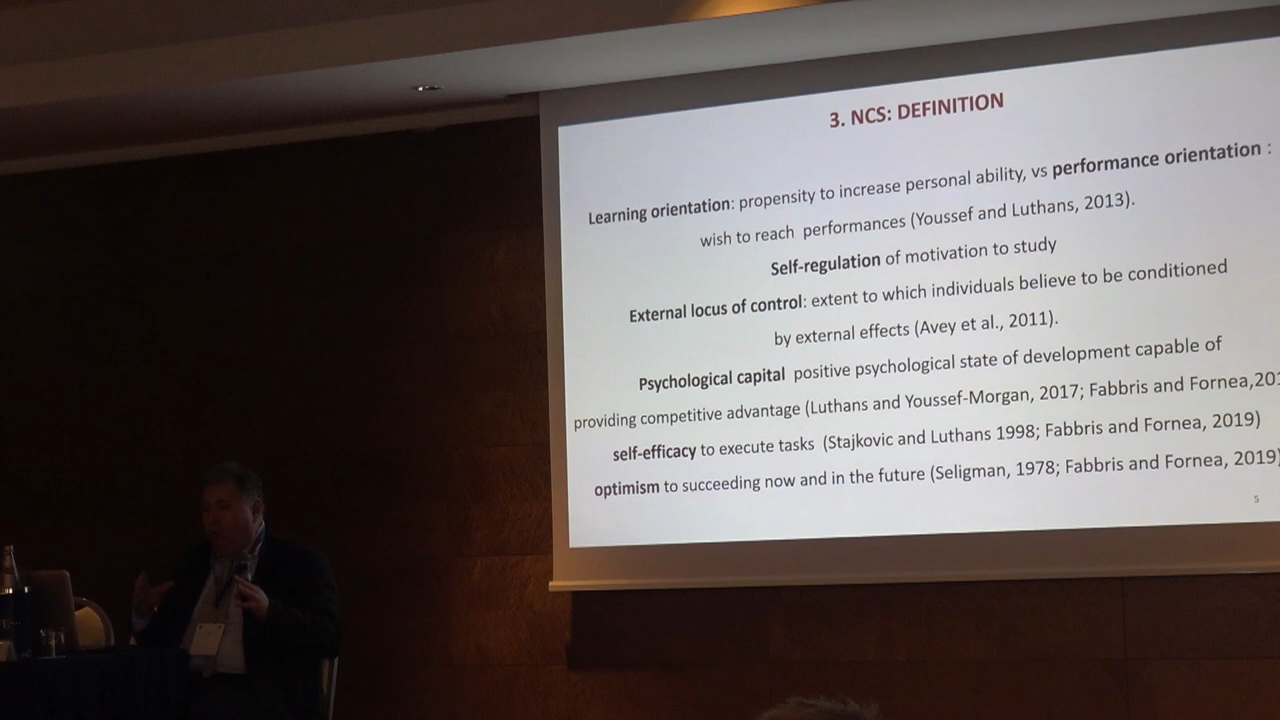 3. NCS: DEFINITION
Learning orientation: propensity to increase personal ability, vs performance orientation :
wish to reach performances (Youssef and Luthans, 2013).
Self-regulation of motivation to study
External locus of control: extent to which individuals believe to be conditioned
by external effects (Avey et al., 2011).
Psychological capital positive psychological state of development capable of
providing competitive advantage (Luthans and Youssef-Morgan, 2017; Fabbris and Fornea,201
self-efficacy to execute tasks (Stajkovic and Luthans 1998; Fabbris and Fornea, 2019)
optimism to succeeding now and in the future (Seligman, 1978; Fabbris and Fornea, 2019)
5